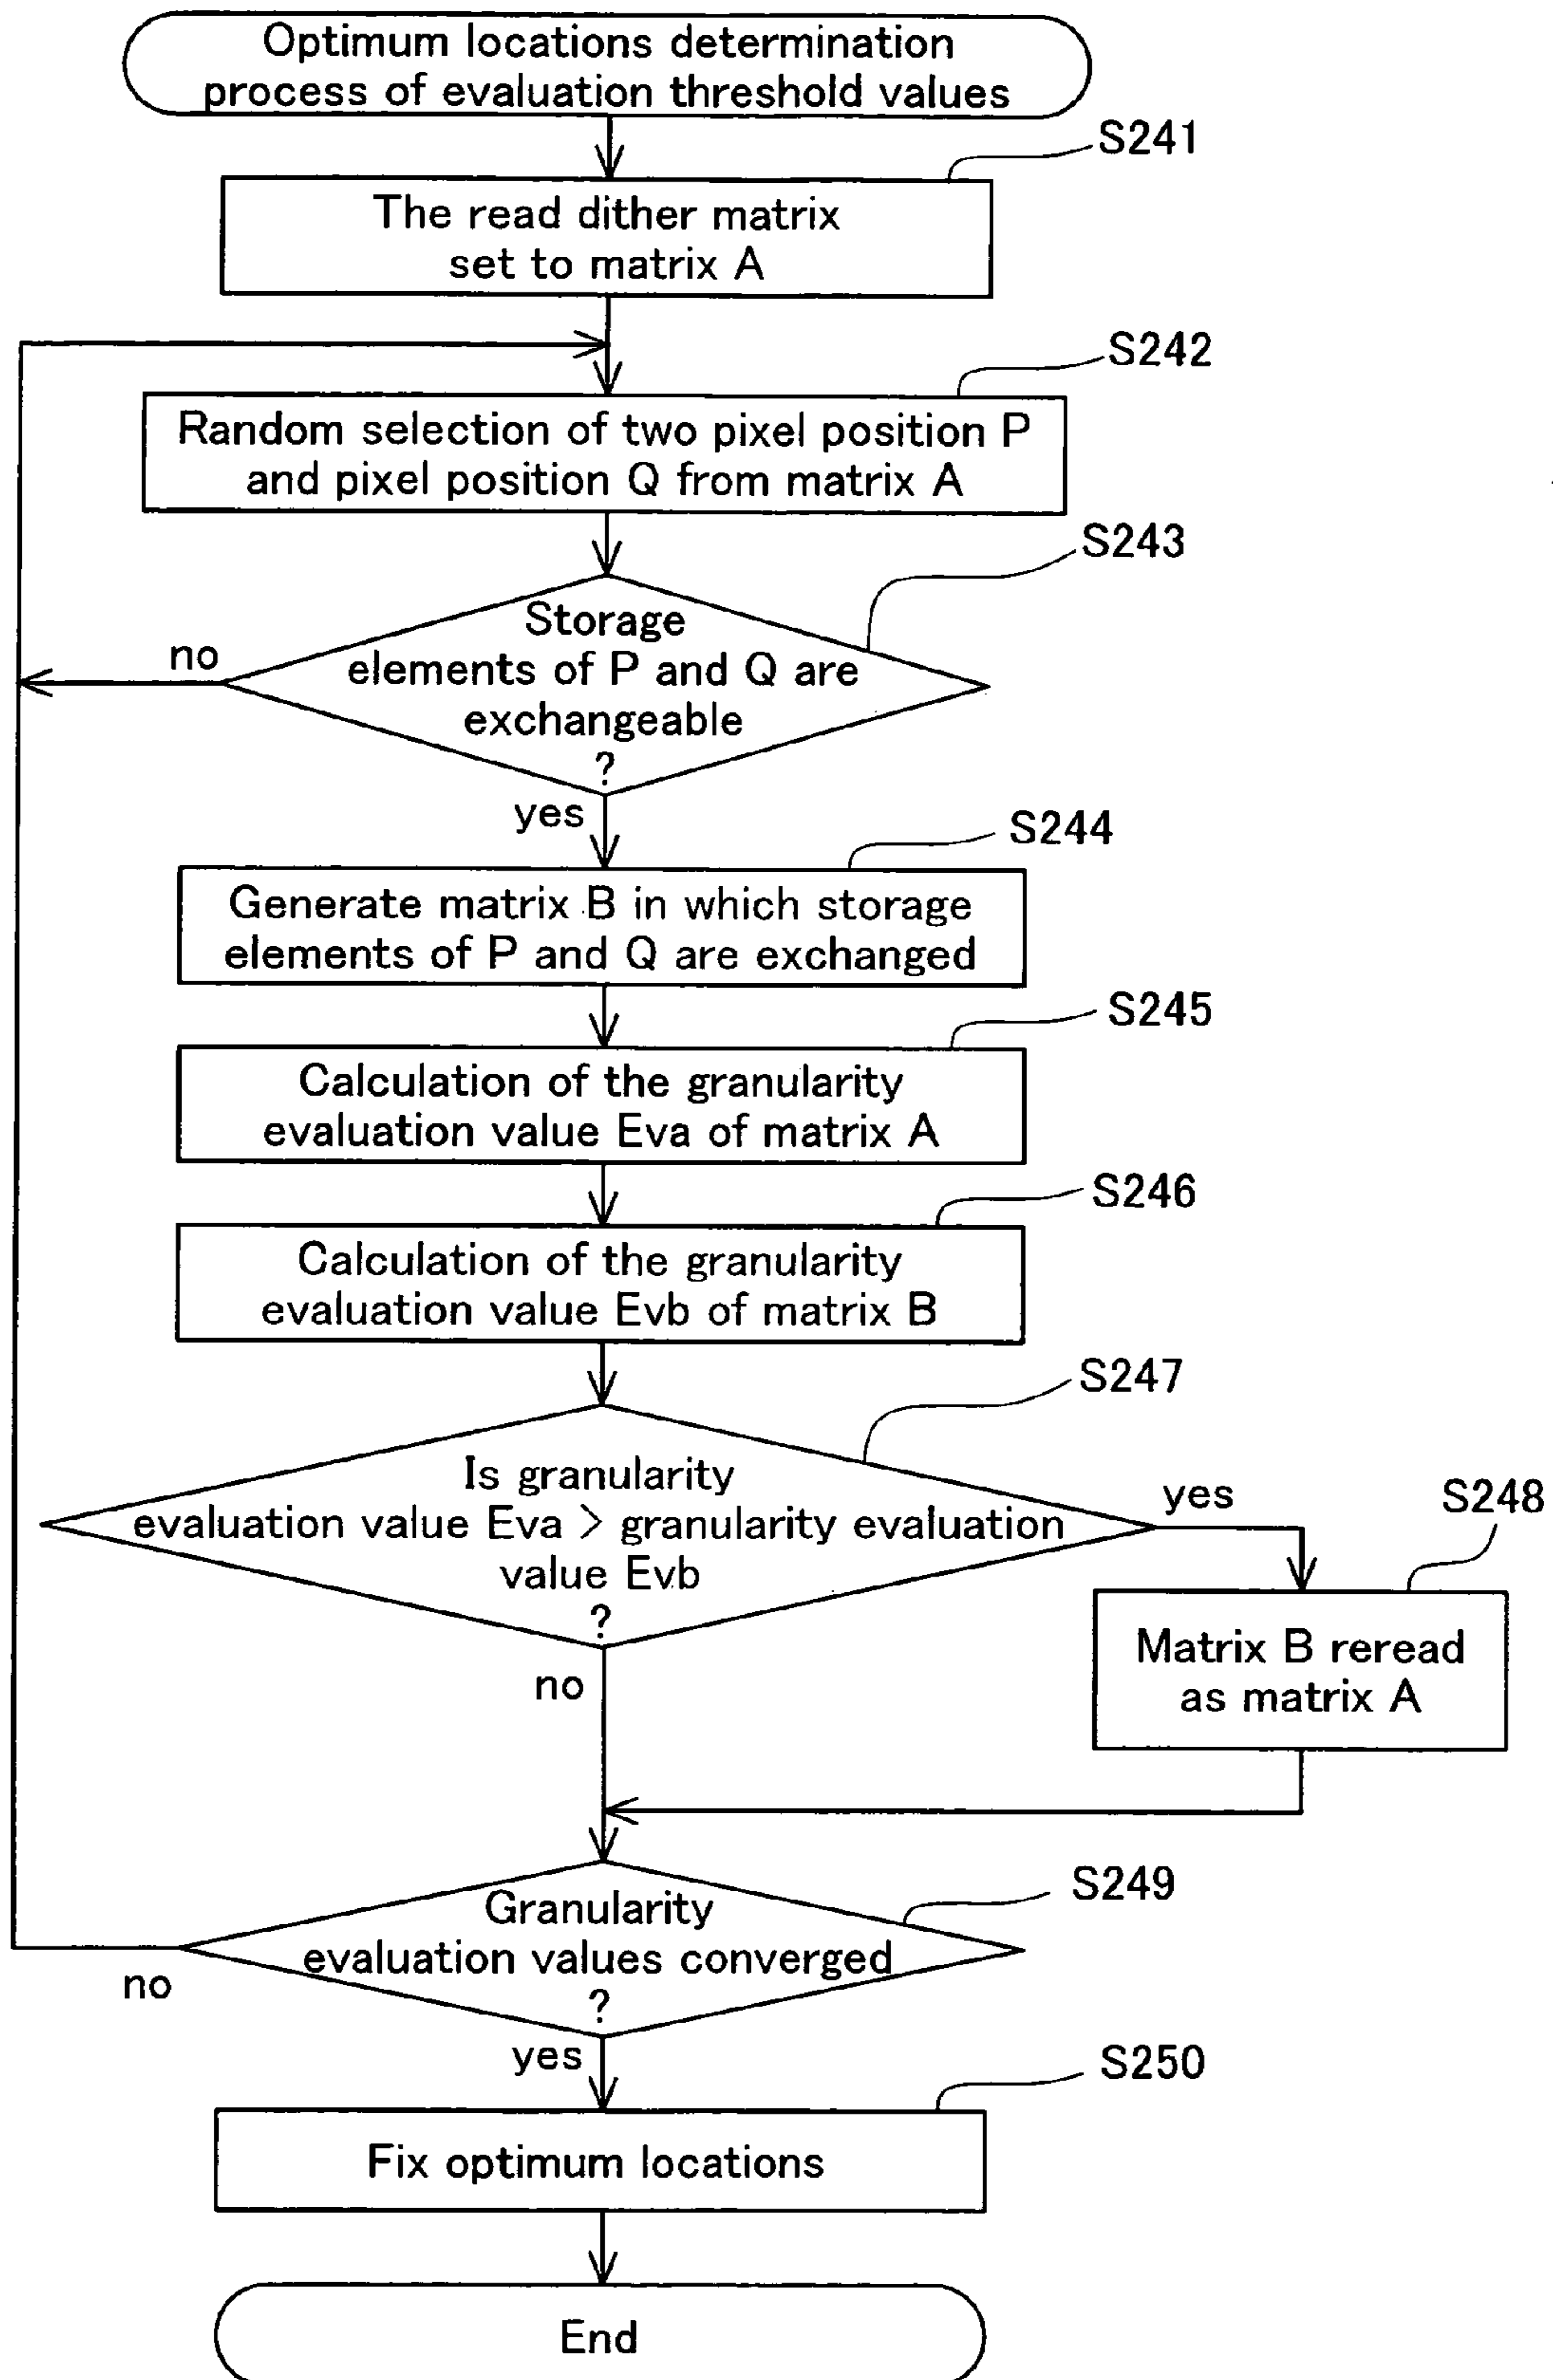 Optimum locations determination
process of evaluation threshold values
S241
The read dither matrix
set to matrix A
S242
Random selection of two pixel position P
and pixel position Q from matrix A
S243
Storage
elements of P and Q are
exchangeable
?
no
yes
S244
Generate matrix B in which storage
elements of P and Q are exchanged
S245
Calculation of the granularity
evaluation value Eva of matrix A
S246
Calculation of the granularity
evaluation value Evb of matrix B
S247
Is granularity
evaluation value Eva > granularity evaluation
value Evb
?
yes
S248
no
Matrix B reread
as matrix A
S249
Granularity
evaluation values converged
?
no
yes
S250
Fix optimum locations
End